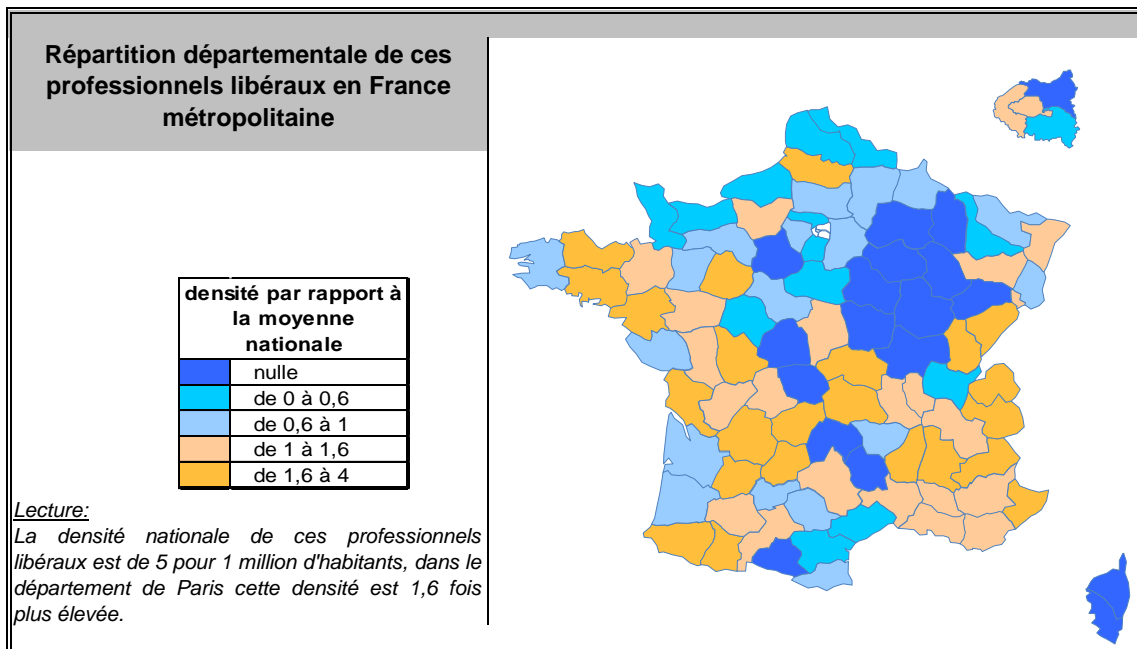 Répartition départementale de ces
professionnels libéraux en France
métropolitaine
densité par rapport à
la moyenne
nationale
nulle
de 0 à 0,6
de 0,6 à 1
de 1 à 1,6
de 1,6 à 4
Lecture:
La densité nationale de ces professionnels
libéraux est de 5 pour 1 million d'habitants, dans le
département de Paris cette densité est 1,6 fois
plus élevée.